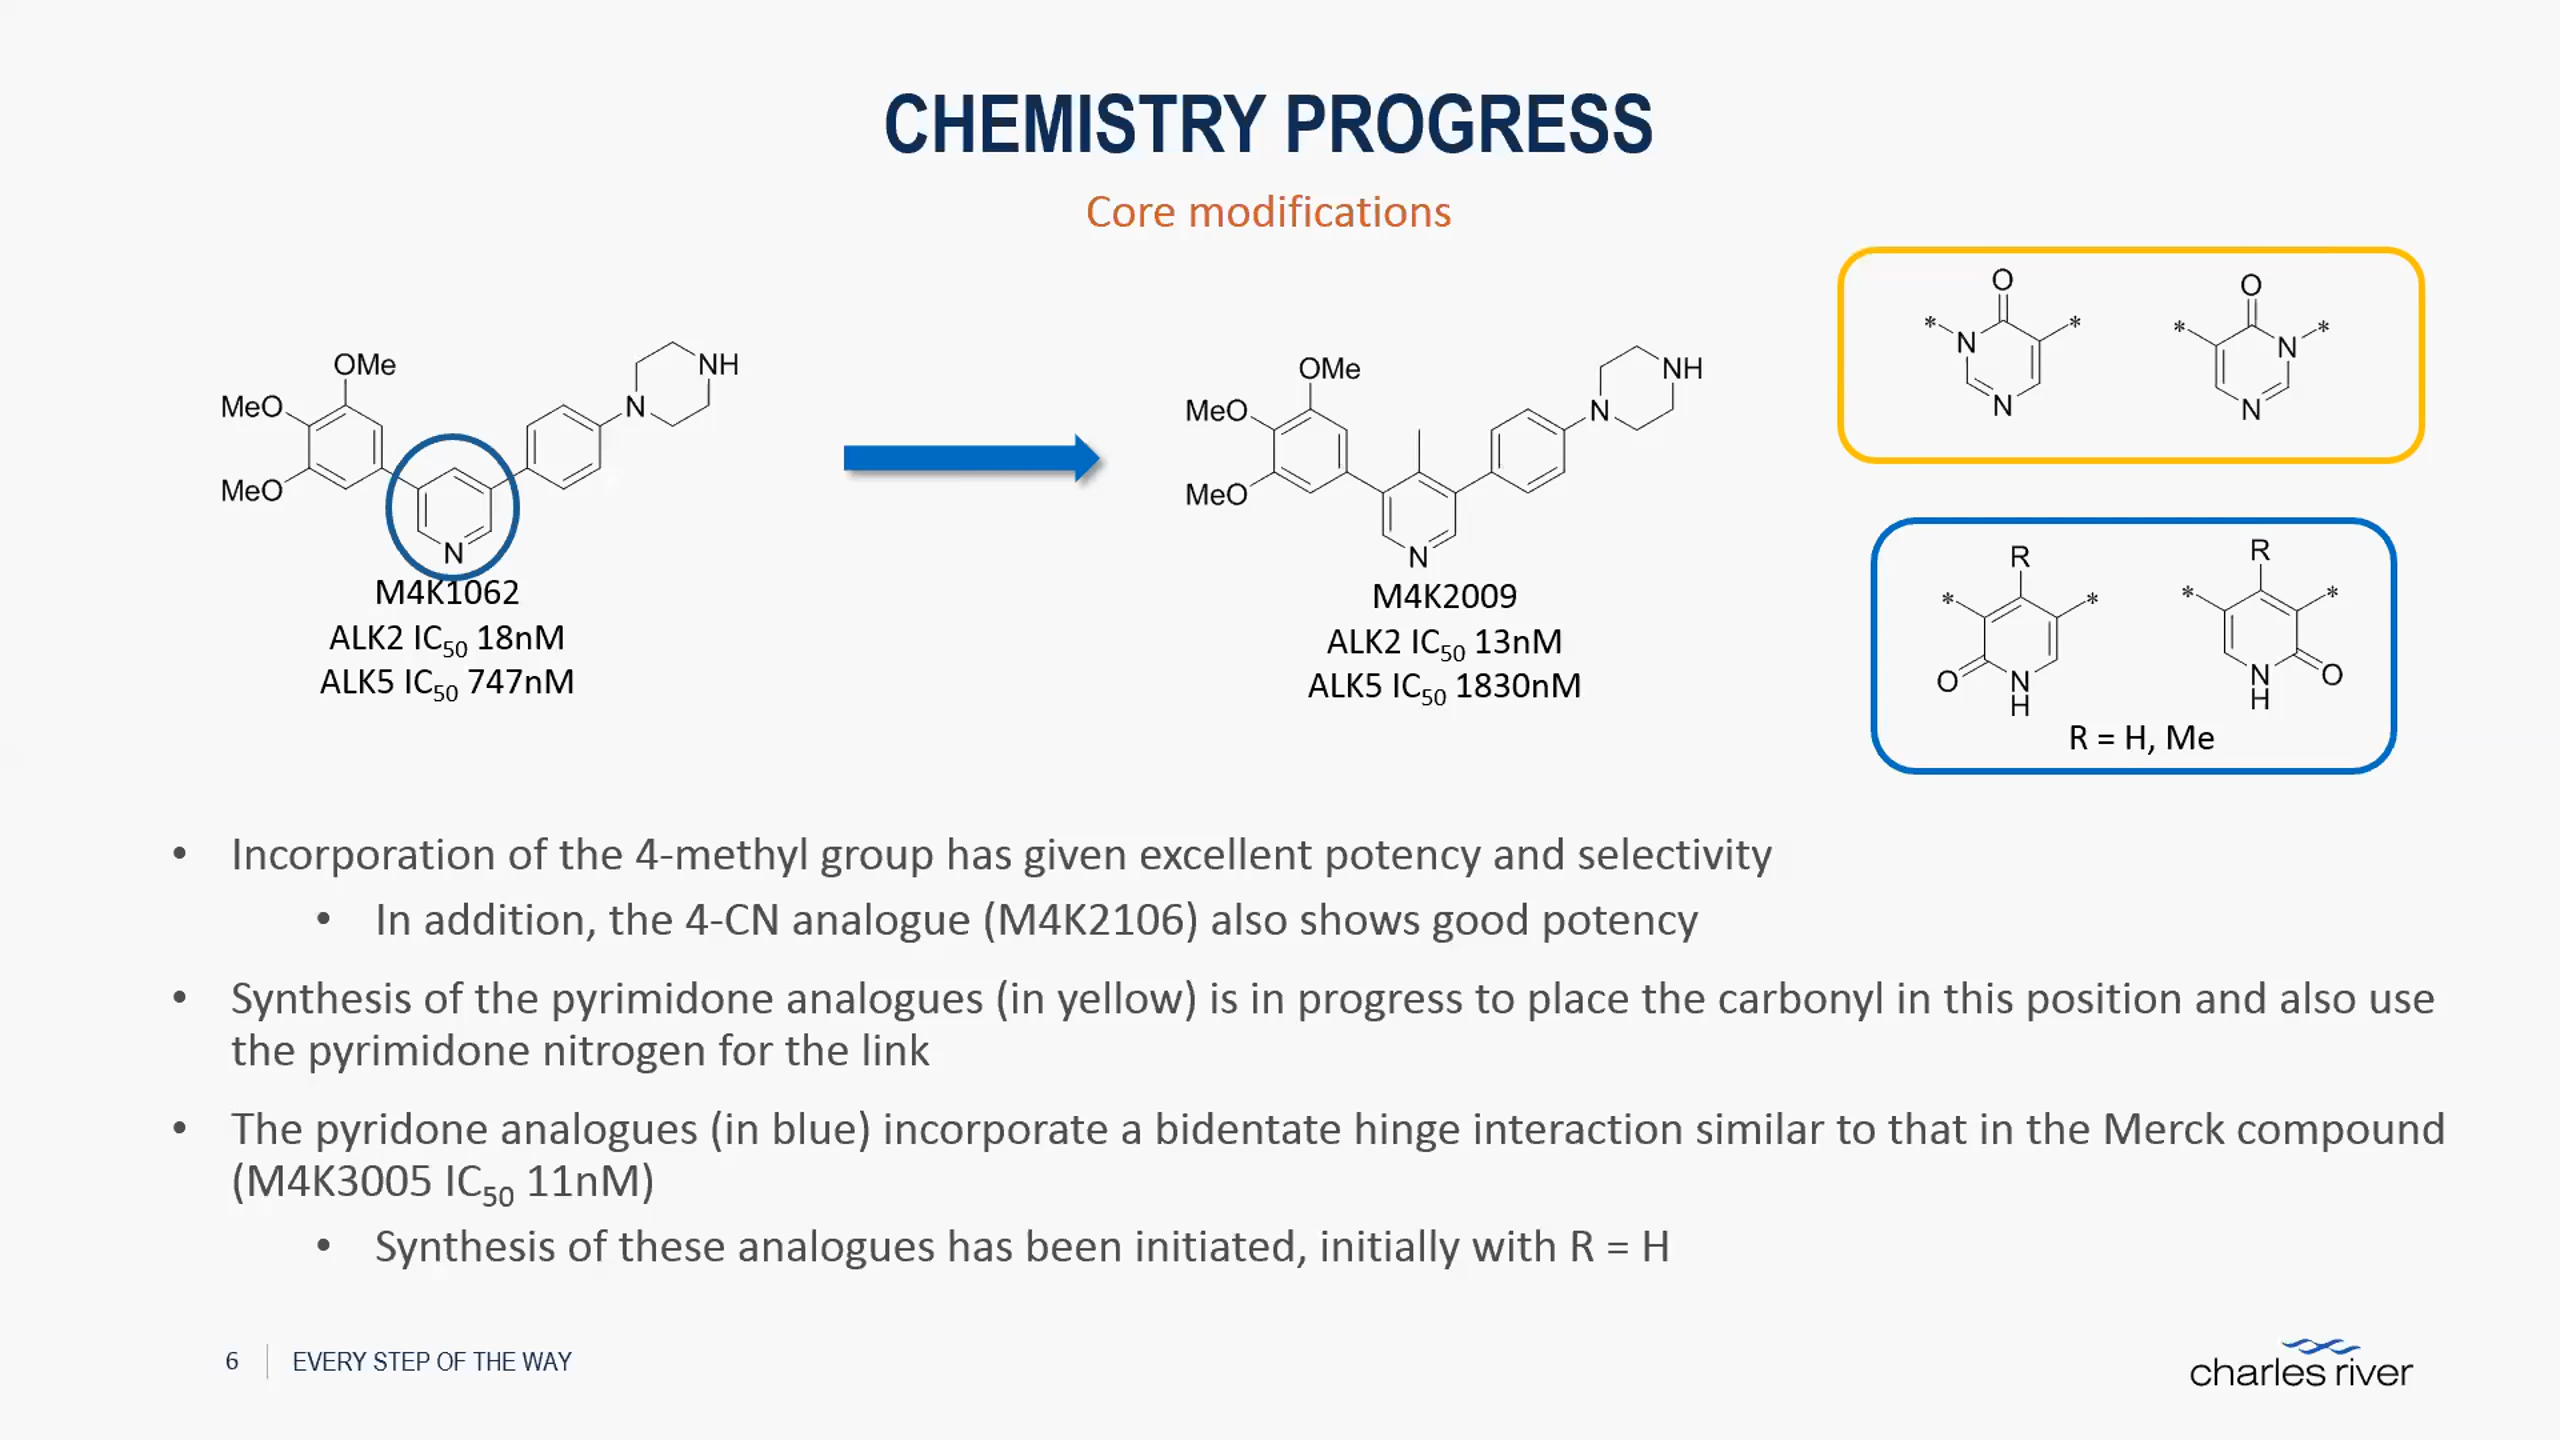 CHEMISTRY PROGRESS
Core modifications
OMe
MeO
MeO
N
NH
N
M4K1062
ALK2 IC50 18nM
ALK5 IC50 747nM
OMe
MeO
MeO
N
NH
N
M4K2009
ALK2 IC50 13nM
ALK5 IC50 1830nM
O
* N *
N
O
* N *
N
R
* *
O N
H
R
* *
N O
H
R = H, Me
• Incorporation of the 4-methyl group has given excellent potency and selectivity
• In addition, the 4-CN analogue (M4K2106) also shows good potency
• Synthesis of the pyrimidone analogues (in yellow) is in progress to place the carbonyl in this position and also use
the pyrimidone nitrogen for the link
• The pyridone analogues (in blue) incorporate a bidentate hinge interaction similar to that in the Merck compound
(M4K3005 IC50 11nM)
• Synthesis of these analogues has been initiated, initially with R = H
6 EVERY STEP OF THE WAY
charles river